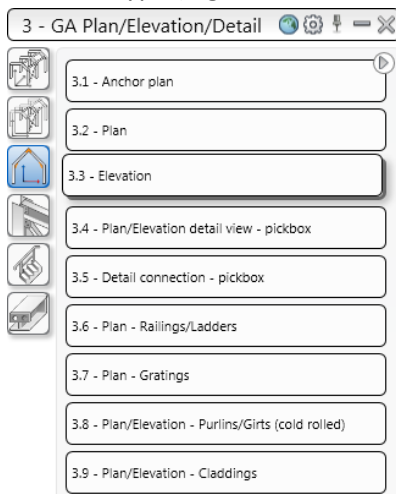 3 - GA Plan/Elevation/Detail
3.1 - Anchor plan
3.2 - Plan
3.3 - Elevation
3.4 - Plan/Elevation detail view - pickbox
3.5 - Detail connection - pickbox
3.6 - Plan - Railings/Ladders
3.7 - Plan - Gratings
3.8 - Plan/Elevation - Purlins/Girts (cold rolled)
3.9 - Plan/Elevation - Claddings